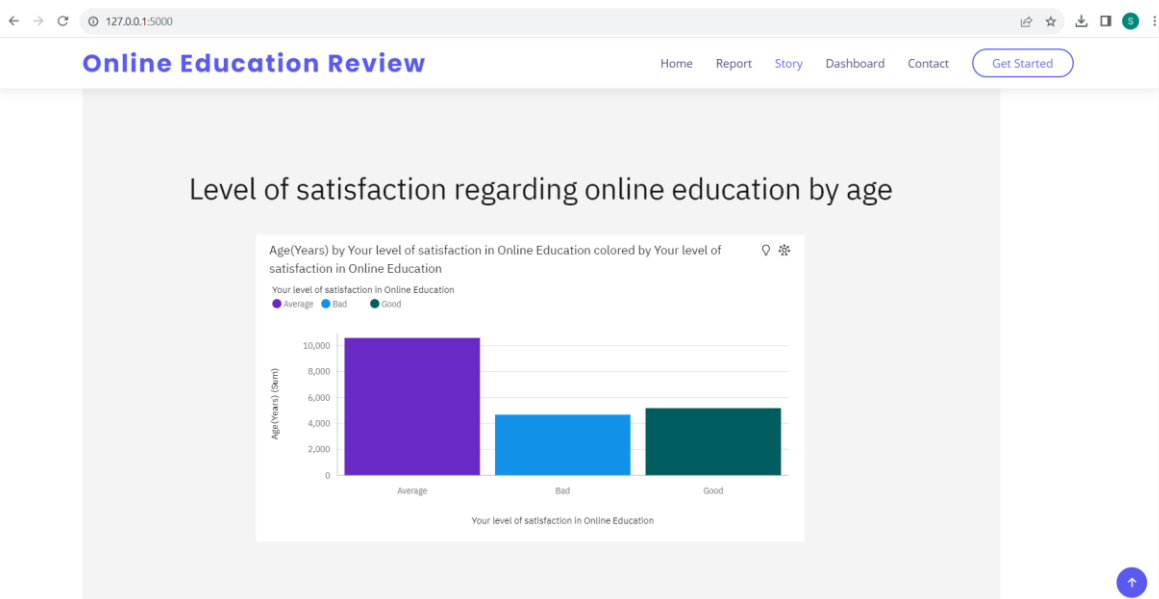 127.0.0.1:5000
S
Online Education Review
Home Report Story Dashboard Contact Get Started
Level of satisfaction regarding online education by age
Age(Years) by Your level of satisfaction in Online Education colored by Your level of
satisfaction in Online Education
Your level of satisfaction in Online Education
Average Bad Good
Age(Years) (Sum)
10,000
8,000
6,000
4,000
2,000
0
Average Bad Good
Your level of satisfaction in Online Education